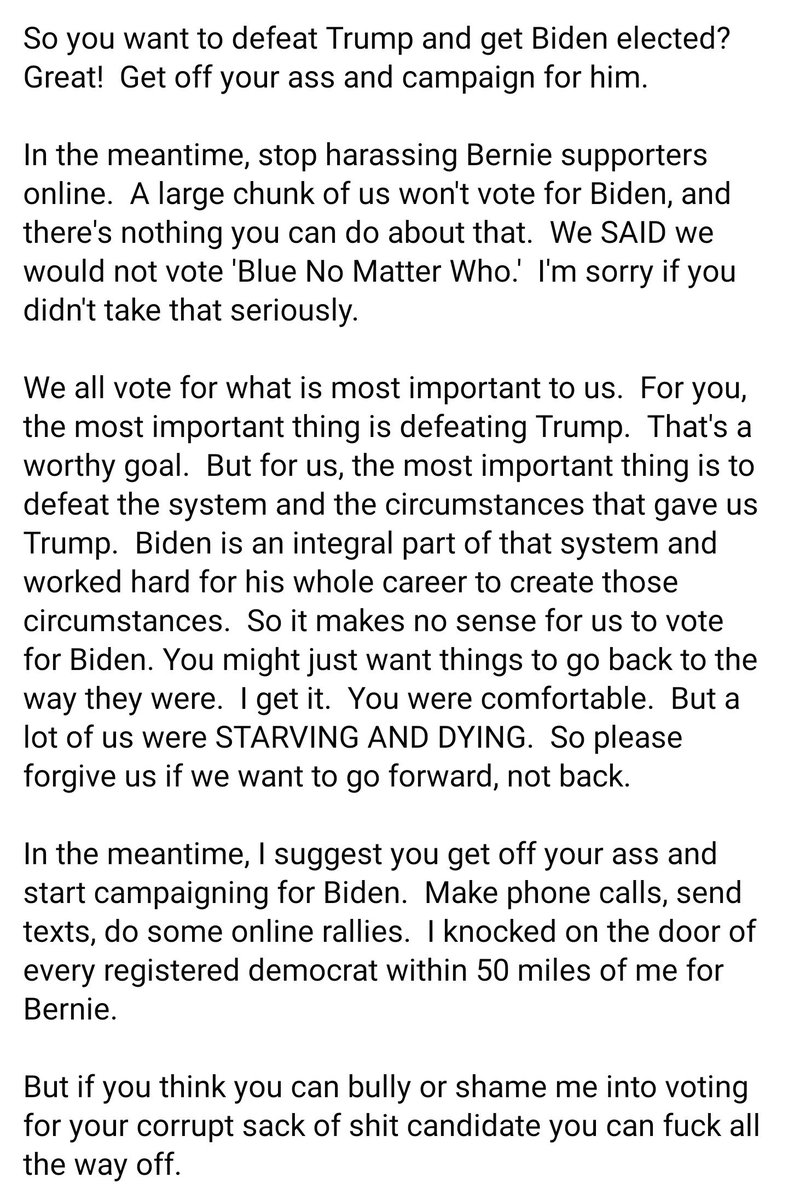 So you want to defeat Trump and get Biden elected?
Great!  Get off your ass and campaign for him.
In the meantime, stop harassing Bernie supporters
online.  A large chunk of us won't vote for Biden, and
there's nothing you can do about that.  We SAID we
would not vote 'Blue No Matter Who.'  I'm sorry if you
didn't take that seriously.
We all vote for what is most important to us.  For you,
the most important thing is defeating Trump.  That's a
worthy goal.  But for us, the most important thing is to
defeat the system and the circumstances that gave us
Trump.  Biden is an integral part of that system and
worked hard for his whole career to create those
circumstances.  So it makes no sense for us to vote
for Biden. You might just want things to go back to the
way they were.  I get it.  You were comfortable.  But a
lot of us were STARVING AND DYING.  So please
forgive us if we want to go forward, not back.
In the meantime, I suggest you get off your ass and
start campaigning for Biden.  Make phone calls, send
texts, do some online rallies.  I knocked on the door of
every registered democrat within 50 miles of me for
Bernie.
But if you think you can bully or shame me into voting
for your corrupt sack of shit candidate you can fuck all
the way off.